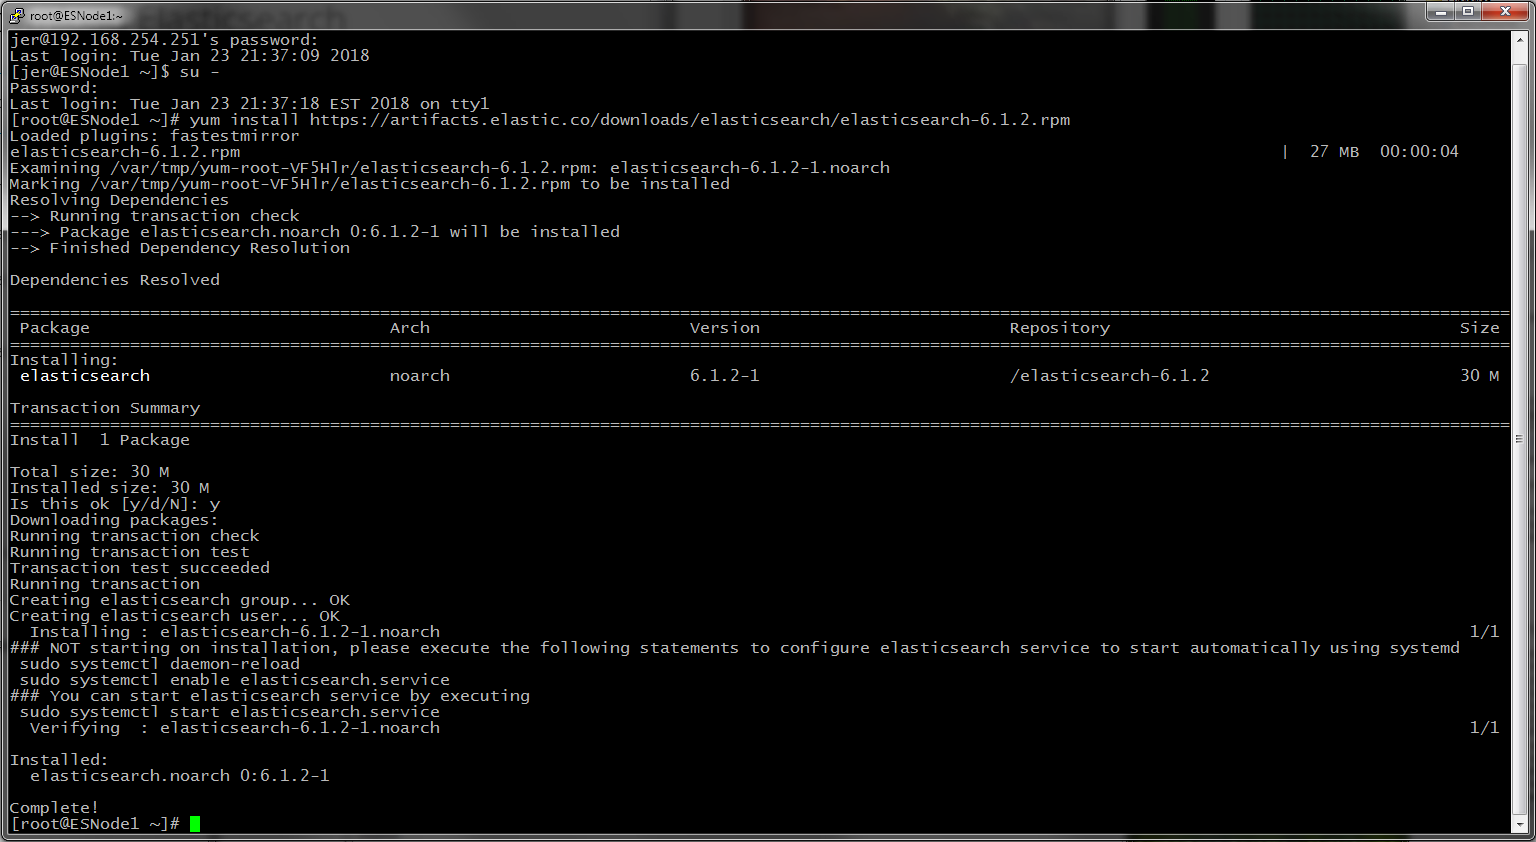 root@ESNode1:~
jer@192.168.254.251's password:
Last login: Tue Jan 23 21:37:09 2018
[jer@ESNode1 ~]$ su -
Password:
Last login: Tue Jan 23 21:37:18 EST 2018 on tty1
[root@ESNode1 ~]# yum install https://artifacts.elastic.co/downloads/elasticsearch/elasticsearch-6.1.2.rpm
Loaded plugins: fastestmirror
elasticsearch-6.1.2.rpm | 27 MB 00:00:04
Examining /var/tmp/yum-root-VF5Hlr/elasticsearch-6.1.2.rpm: elasticsearch-6.1.2-1.noarch
Marking /var/tmp/yum-root-VF5Hlr/elasticsearch-6.1.2.rpm to be installed
Resolving Dependencies
--> Running transaction check
---> Package elasticsearch.noarch 0:6.1.2-1 will be installed
--> Finished Dependency Resolution
Dependencies Resolved
================================================================================
Package Arch Version Repository Size
================================================================================
Installing:
elasticsearch noarch 6.1.2-1 /elasticsearch-6.1.2 30 M
Transaction Summary
================================================================================
Install 1 Package
Total size: 30 M
Installed size: 30 M
Is this ok [y/d/N]: y
Downloading packages:
Running transaction check
Running transaction test
Transaction test succeeded
Running transaction
Creating elasticsearch group... OK
Creating elasticsearch user... OK
Installing : elasticsearch-6.1.2-1.noarch 1/1
### NOT starting on installation, please execute the following statements to configure elasticsearch service to start automatically using systemd
sudo systemctl daemon-reload
sudo systemctl enable elasticsearch.service
### You can start elasticsearch service by executing
sudo systemctl start elasticsearch.service
Verifying : elasticsearch-6.1.2-1.noarch 1/1
Installed:
elasticsearch.noarch 0:6.1.2-1
Complete!
[root@ESNode1 ~]#